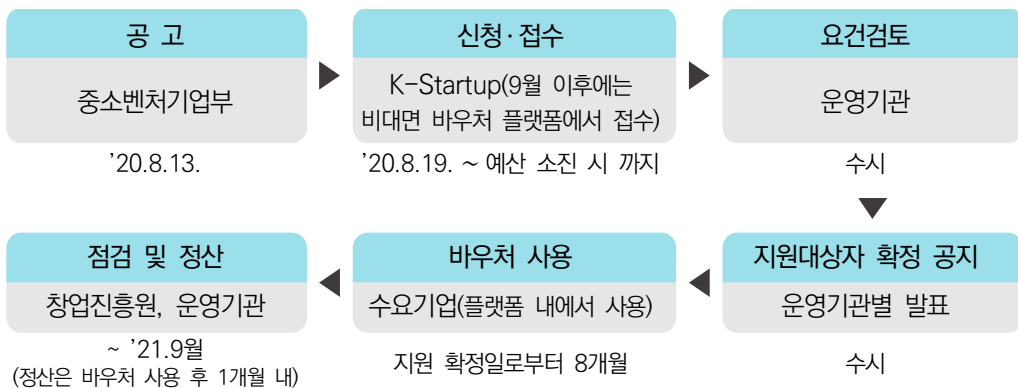 공 고
중소벤처기업부
’20.8.13.
신청·접수
K-Startup(9월 이후에는
비대면 바우처 플랫폼에서 접수)
’20.8.19. ~ 예산 소진 시 까지
요건검토
운영기관
수시
지원대상자 확정 공지
운영기관별 발표
수시
바우처 사용
수요기업(플랫폼 내에서 사용)
지원 확정일로부터 8개월
점검 및 정산
창업진흥원, 운영기관
~ ’21.9월
(정산은 바우처 사용 후 1개월 내)